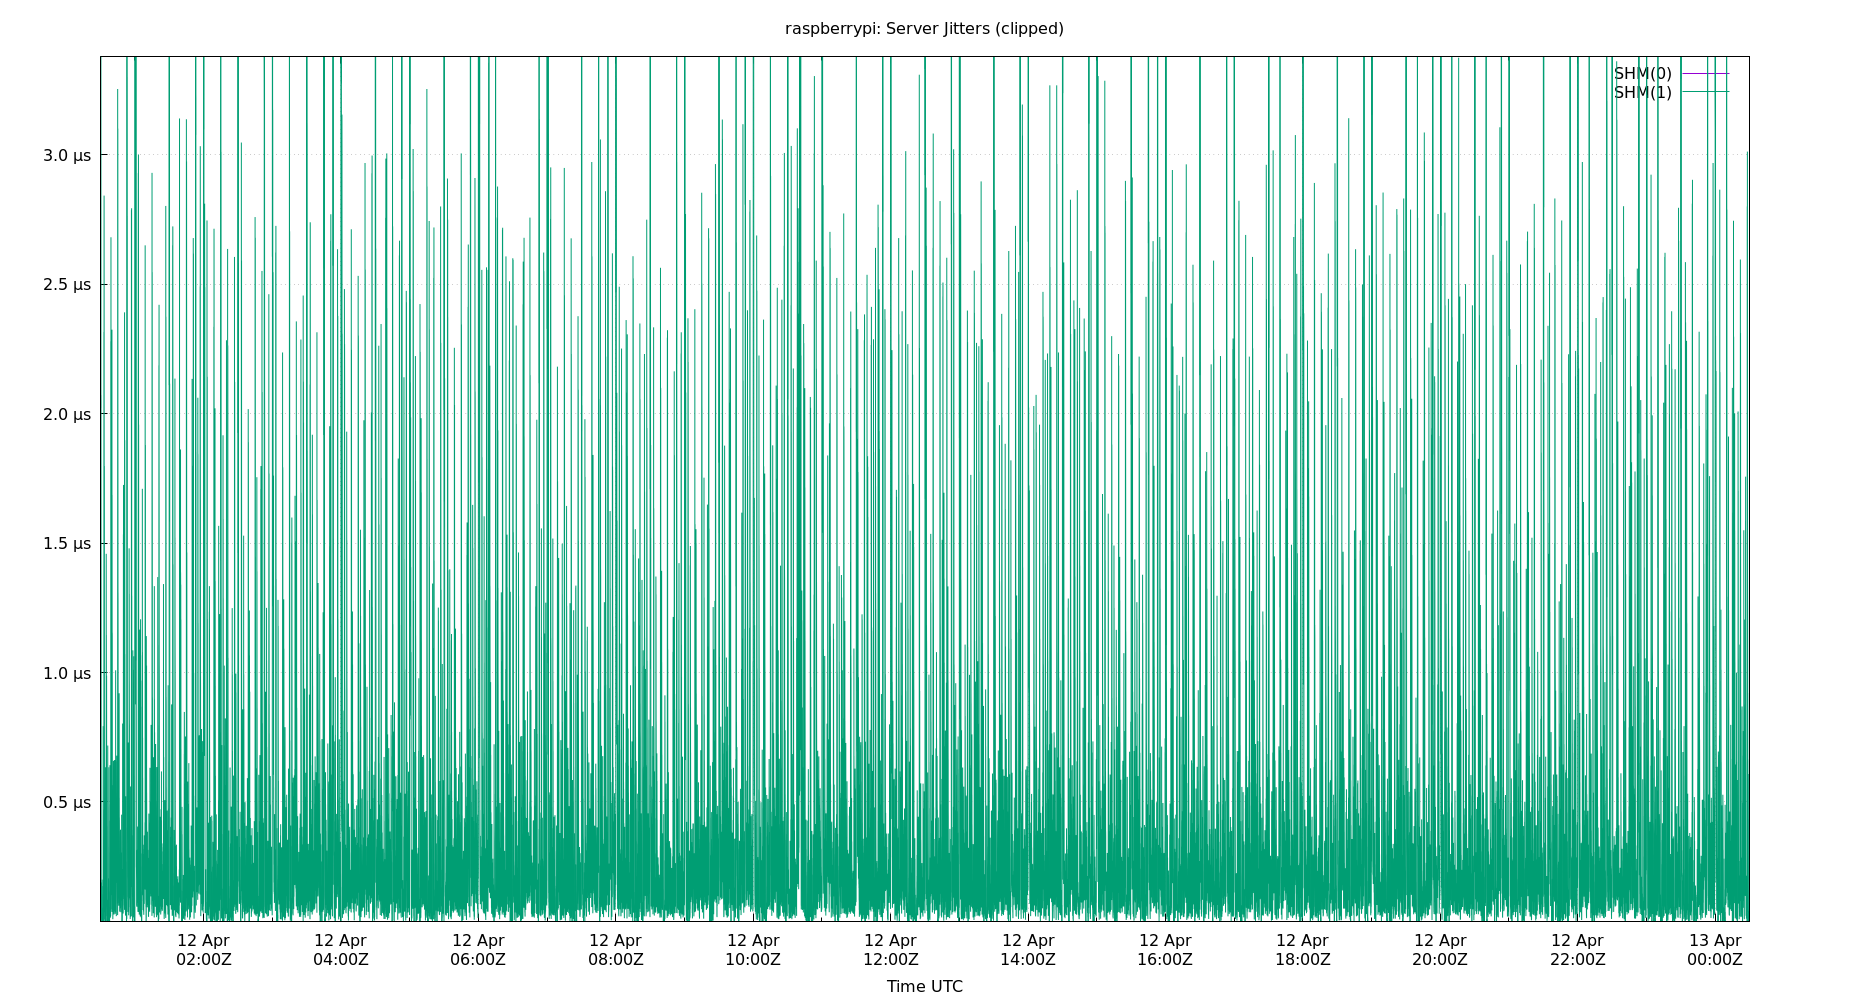 raspberrypi: Server Jitters (clipped)
SHM(0)
SHM(1)
3.0 µs
2.5 µs
2.0 µs
1.5 µs
1.0 µs
0.5 µs
12 Apr 12 Apr 12 Apr 12 Apr 12 Apr 12 Apr 12 Apr 12 Apr 12 Apr 12 Apr 12 Apr 13 Apr
02:00Z 04:00Z 06:00Z 08:00Z 10:00Z 12:00Z 14:00Z 16:00Z 18:00Z 20:00Z 22:00Z 00:00Z
Time UTC